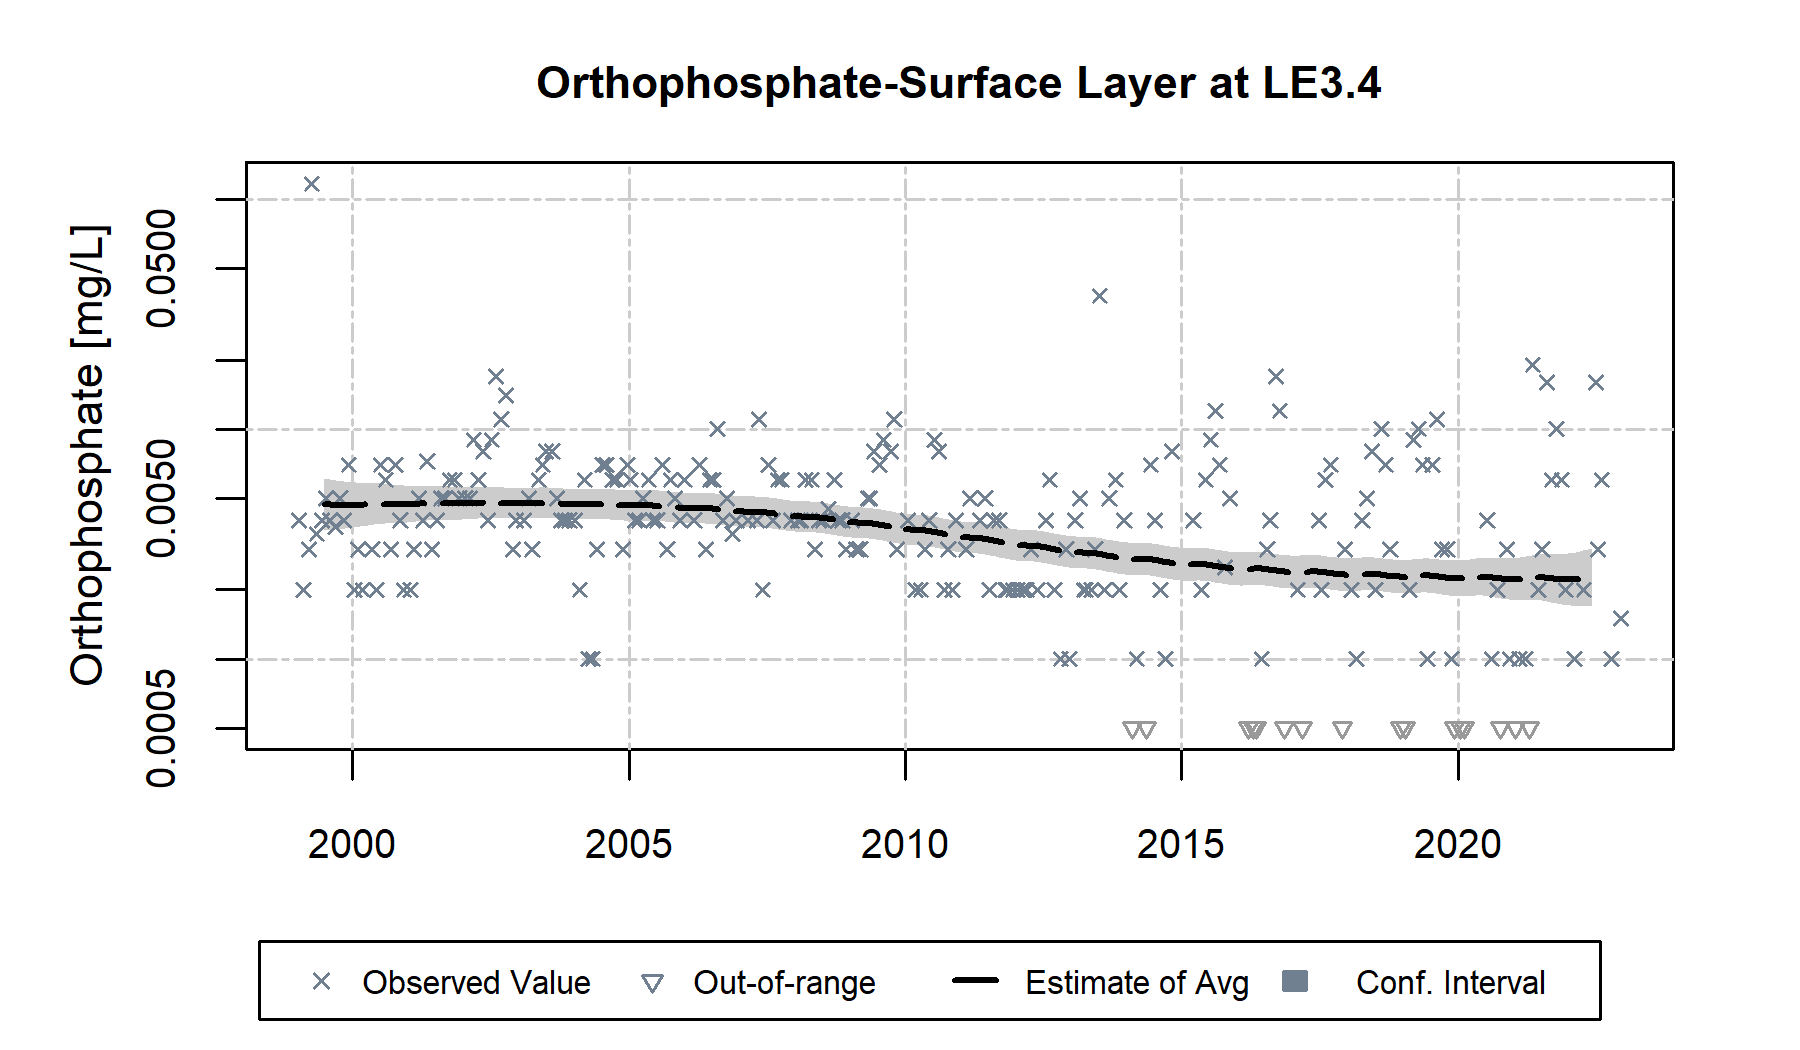 Orthophosphate-Surface Layer at LE3.4
Orthophosphate [mg/L]
0.0500
0.0050
0.0005
2000 2005 2010 2015 2020
Observed Value Out-of-range Estimate of Avg Conf. Interval